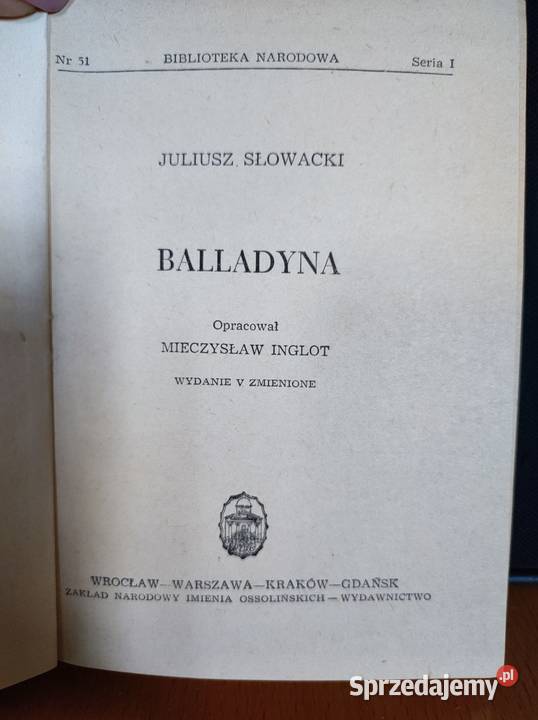 Nr 51 BIBLIOTEKA NARODOWA Seria I
JULIUSZ SŁOWACKI
BALLADYNA
Opracował
MIECZYSŁAW INGLOT
WYDANIE V ZMIENIONE
WROCŁAW—WARSZAWA—KRAKÓW—GDAŃSK
ZAKŁAD NARODOWY IMIENIA OSSOLIŃSKICH — WYDAWNICTWO
Sprzedajemy.pl